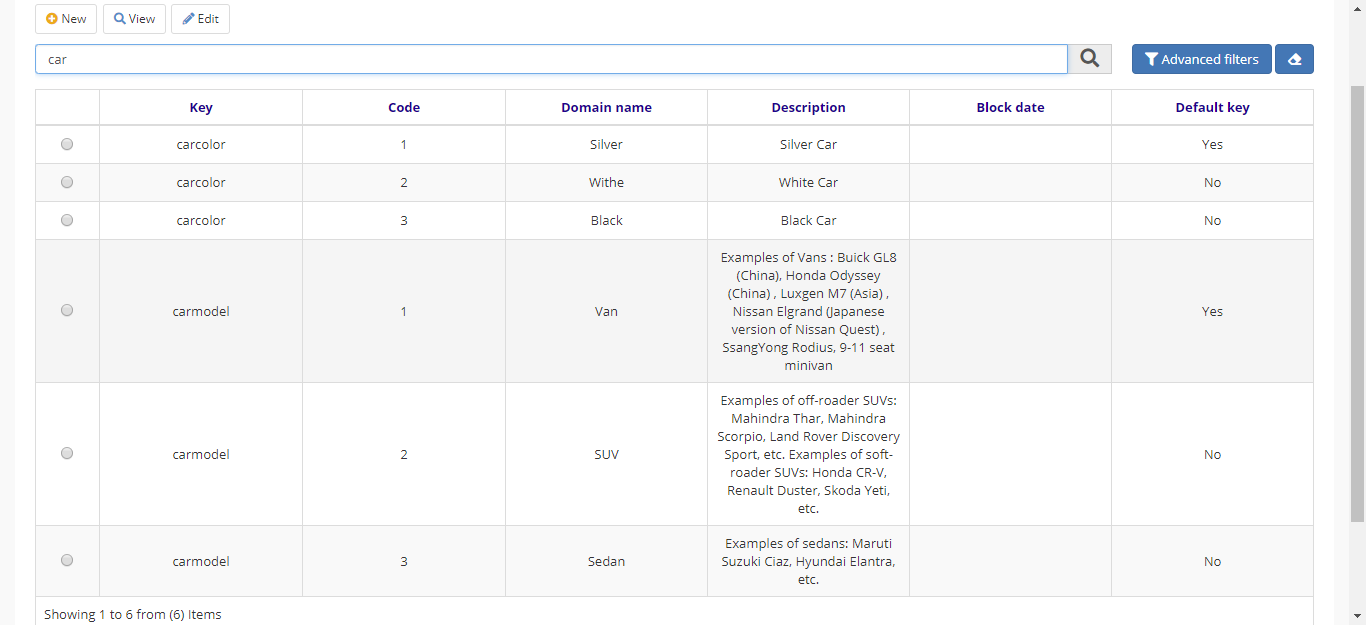 New View Edit
car
Advanced filters
Key Code Domain name Description Block date Default key
carcolor 1 Silver Silver Car Yes
carcolor 2 Withe White Car No
carcolor 3 Black Black Car No
carmodel 1 Van Examples of Vans : Buick GL8 Yes
(China), Honda Odyssey
(China) , Luxgen M7 (Asia) ,
Nissan Elgrand (Japanese
version of Nissan Quest) ,
SsangYong Rodius, 9-11 seat
minivan
carmodel 2 SUV Examples of off-roader SUVs: No
Mahindra Thar, Mahindra
Scorpio, Land Rover Discovery
Sport, etc. Examples of soft-
roader SUVs: Honda CR-V,
Renault Duster, Skoda Yeti,
etc.
carmodel 3 Sedan Examples of sedans: Maruti No
Suzuki Ciaz, Hyundai Elantra,
etc.
Showing 1 to 6 from (6) Items